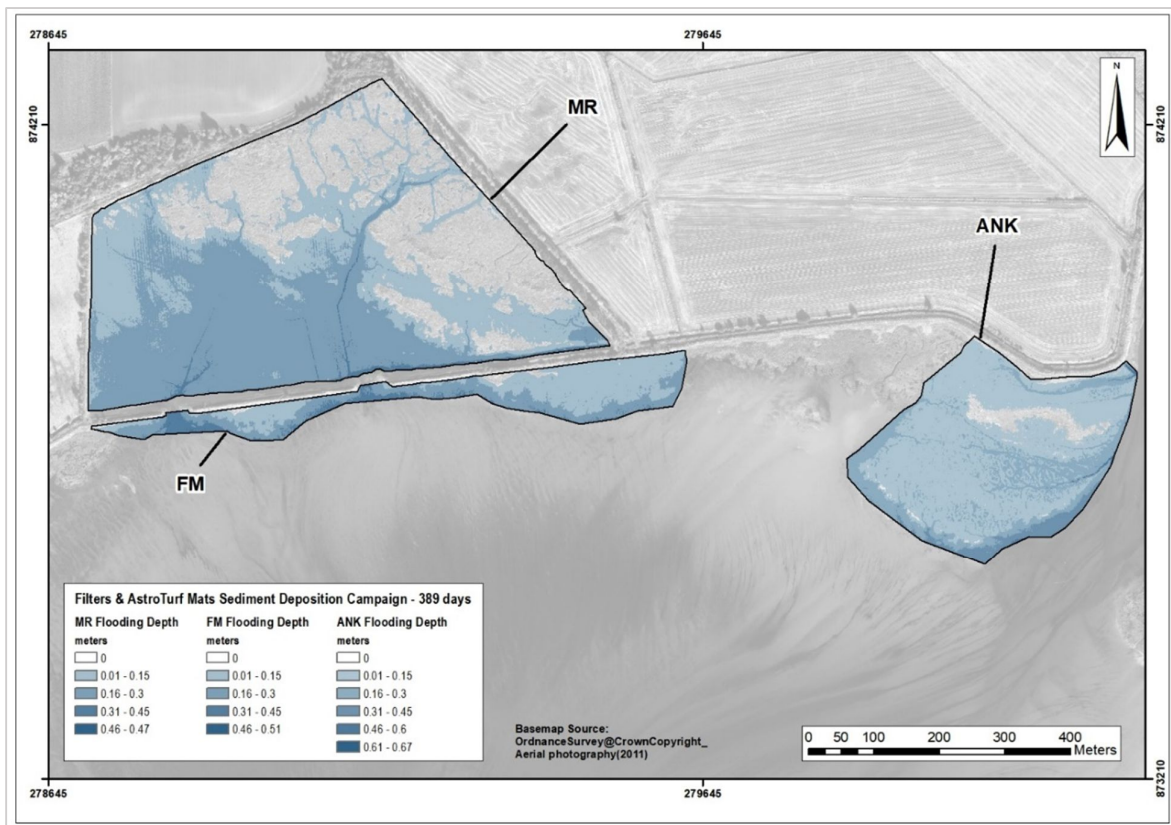 278645 279645
874210 874210
N
MR
ANK
FM
Filters & AstroTurf Mats Sediment Deposition Campaign - 389 days
MR Flooding Depth FM Flooding Depth ANK Flooding Depth
meters meters meters
0 0 0
0.01 - 0.15 0.01 - 0.15 0.01 - 0.15
0.16 - 0.3 0.16 - 0.3 0.16 - 0.3
0.31 - 0.45 0.31 - 0.45 0.31 - 0.45
0.46 - 0.47 0.46 - 0.51 0.46 - 0.6
0.61 - 0.67
Basemap Source:
OrdnanceSurvey@CrownCopyright_
Aerial photography(2011)
0 50 100 200 300 400
Meters
873210
278645 279645